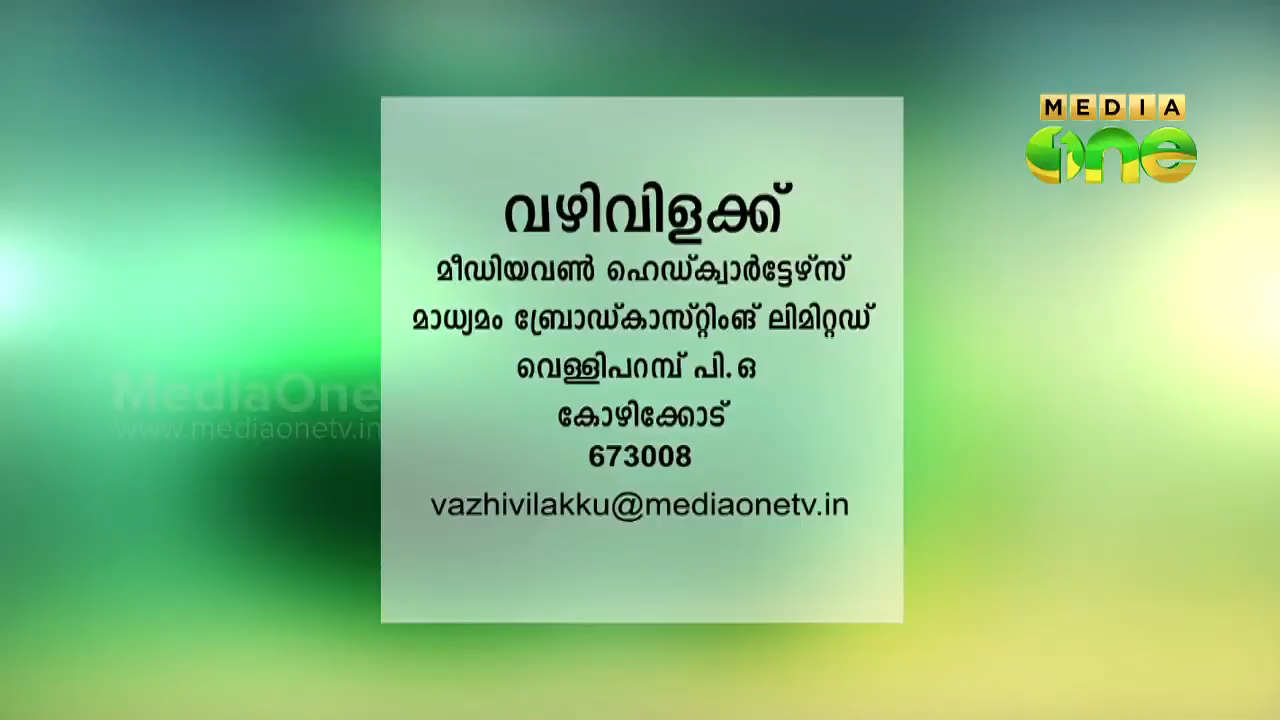 MEDIA
one
വഴിവിളക്ക്
മീഡിയവൺ ഹെഡ്ക്വാർട്ടേഴ്സ്
മാധ്യമം ബ്രോഡ്കാസ്റ്റിംങ് ലിമിറ്റഡ്
വെള്ളിപറമ്പ് പി.ഒ
കോഴിക്കോട്
673008
vazhivilakku@mediaonetv.in
MediaOne
www.mediaonetv.in